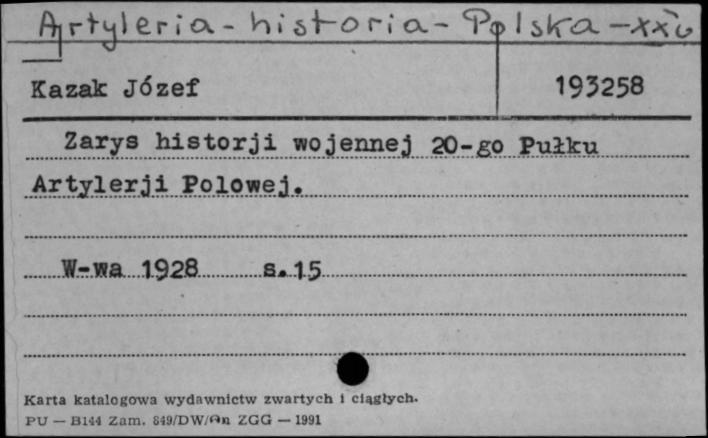 Artyleria - historia - Polska - XXw
Kazak Józef 193258
Zarys historji wojennej 20-go Pułku
Artylerji Polowej.
W-wa 1928 s.15
Karta katalogowa wydawnictw zwartych i ciągłych.
PU — B144 Zam. 849/DW/ ZGG — 1991